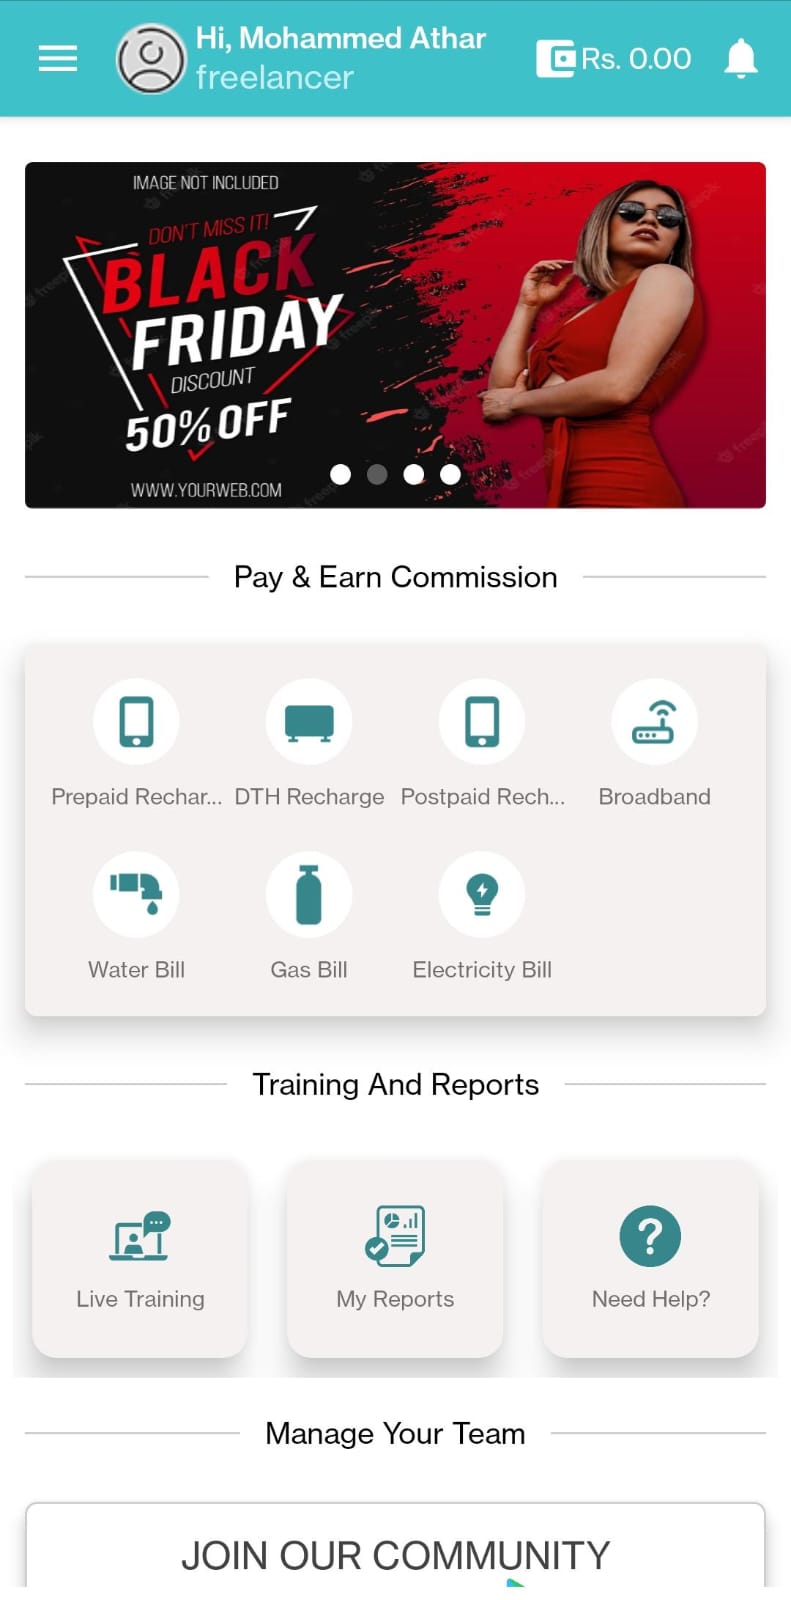 Hi, Mohammed Athar
freelancer
Rs. 0.00
IMAGE NOT INCLUDED
DON'T MISS IT!
BLACK
FRIDAY
DISCOUNT
50% OFF
WWW.YOURWEB.COM
Pay & Earn Commission
Prepaid Rechar... DTH Recharge Postpaid Rech... Broadband
Water Bill Gas Bill Electricity Bill
Training And Reports
Live Training My Reports Need Help?
Manage Your Team
JOIN OUR COMMUNITY